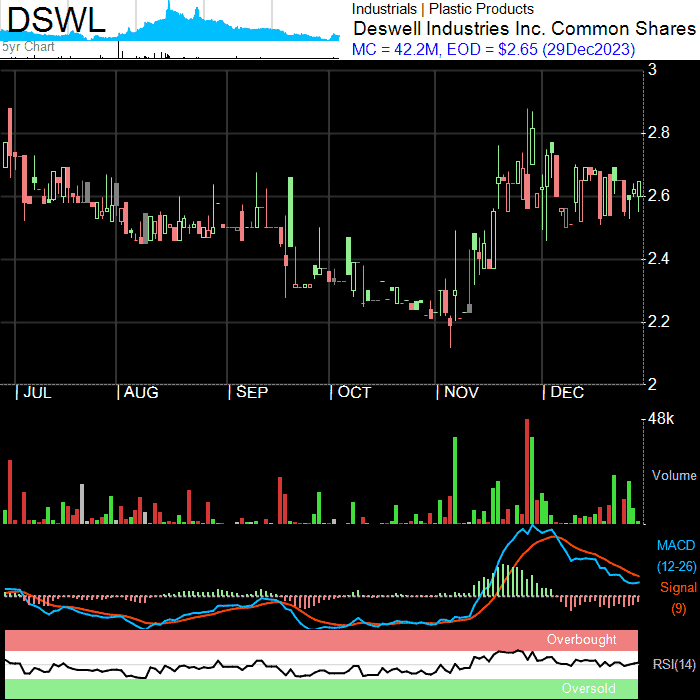 DSWL
5yr Chart
Industrials | Plastic Products
Deswell Industries Inc. Common Shares
MC = 42.2M, EOD = $2.65 (29Dec2023)
3
2.8
2.6
2.4
2.2
2
JUL AUG SEP OCT NOV DEC
48k
Volume
MACD
(12-26)
Signal
(9)
Overbought
RSI(14)
Oversold